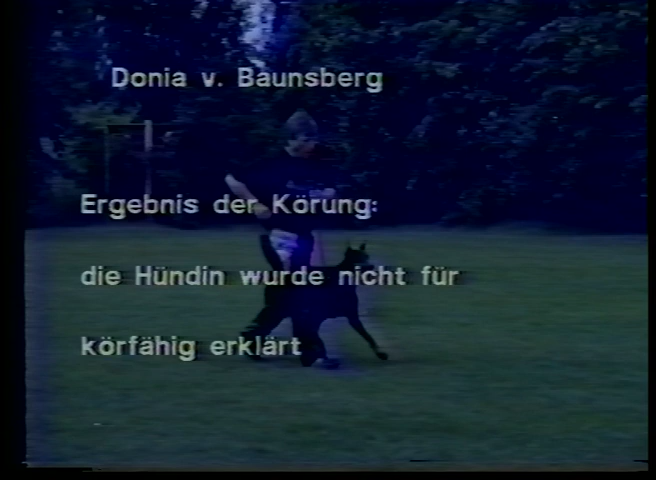 Donia v. Baunsberg
Ergebnis der Körung:
die Hündin wurde nicht für
körfähig erklärt